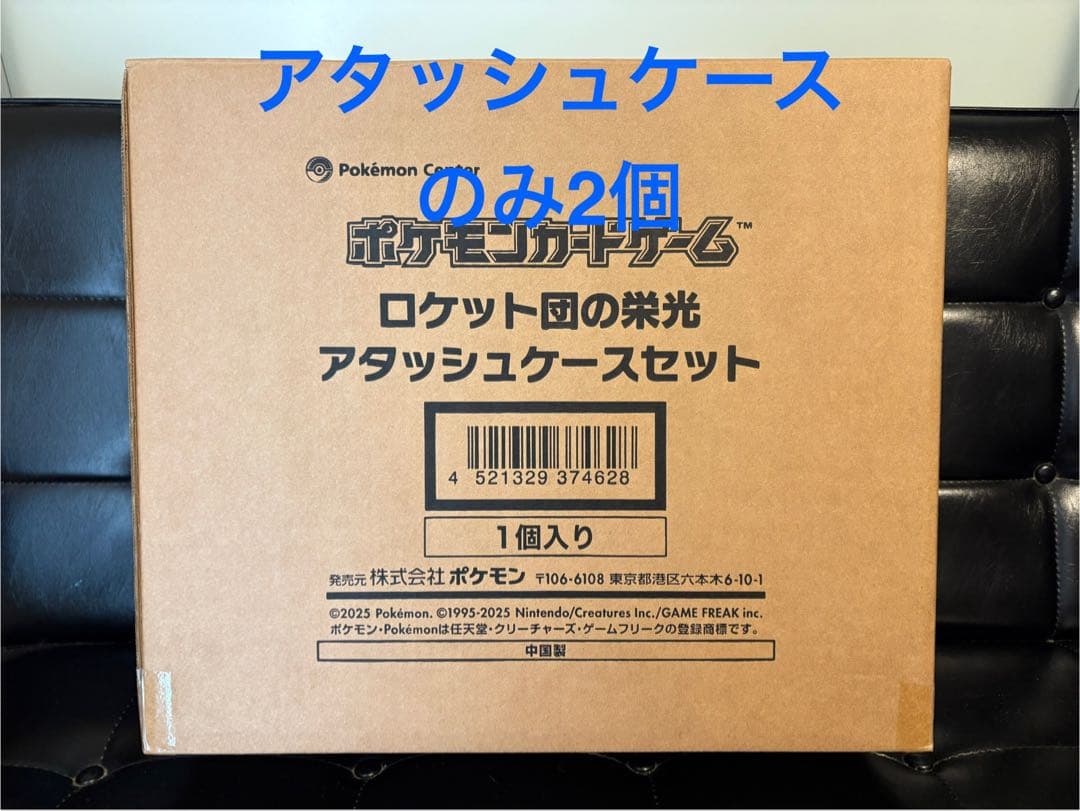 アタッシュケース
のみ2個
Pokémon Center
ポケモンカードゲーム™
ロケット団の栄光
アタッシュケースセット
4 521329 374628
1個入り
発売元 株式会社 ポケモン 〒106-6108 東京都港区六本木6-10-1
©2025 Pokémon. ©1995-2025 Nintendo/Creatures Inc./GAME FREAK inc.
ポケモン・Pokémonは任天堂・クリーチャーズ・ゲームフリークの登録商標です。
中国製